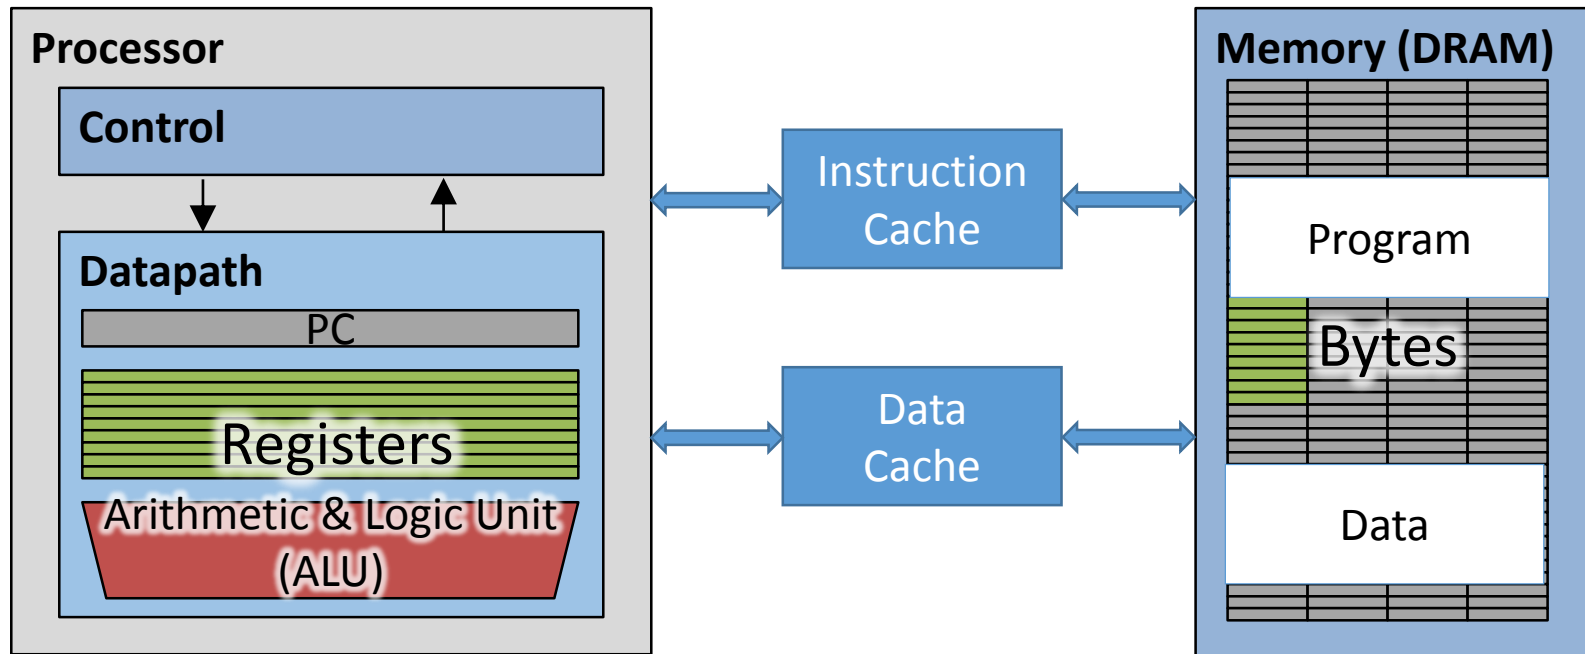 Processor
Control
Datapath
PC
Registers
Arithmetic & Logic Unit
(ALU)
Instruction
Cache
Data
Cache
Memory (DRAM)
Program
Bytes
Data